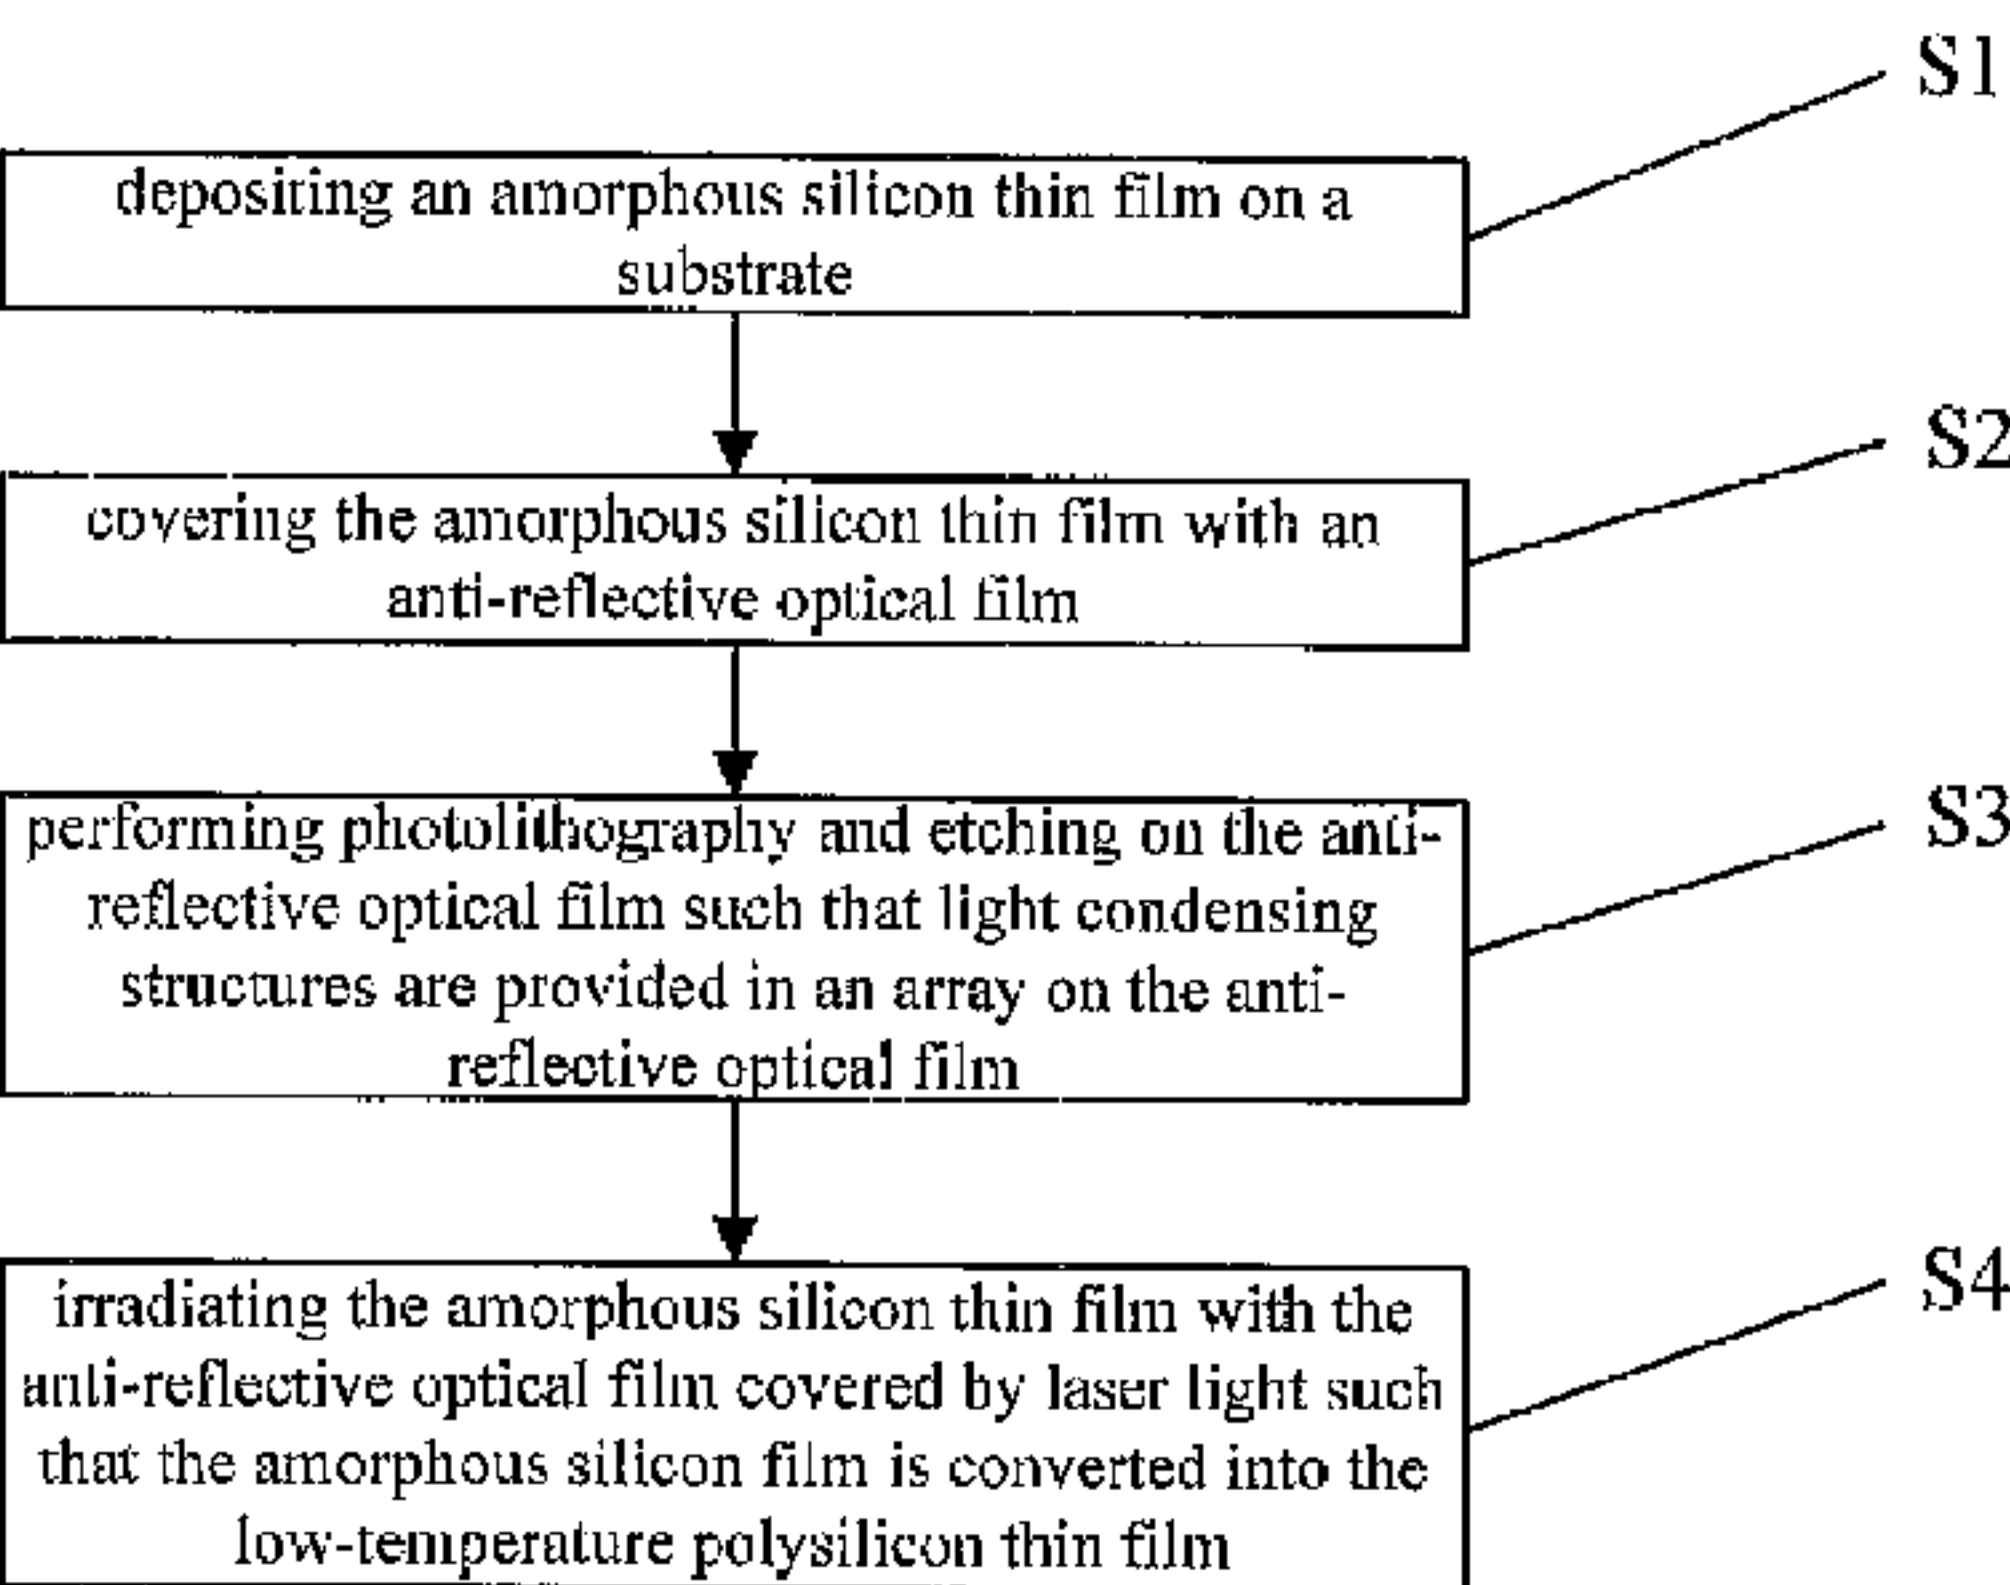 S1
depositing an amorphous silicon thin film on a
substrate
S2
covering the amorphous silicon thin film with an
anti-reflective optical film
S3
performing photolithography and etching on the anti-
reflective optical film such that light condensing
structures are provided in an array on the anti-
reflective optical film
S4
irradiating the amorphous silicon thin film with the
anti-reflective optical film covered by laser light such
that the amorphous silicon film is converted into the
low-temperature polysilicon thin film